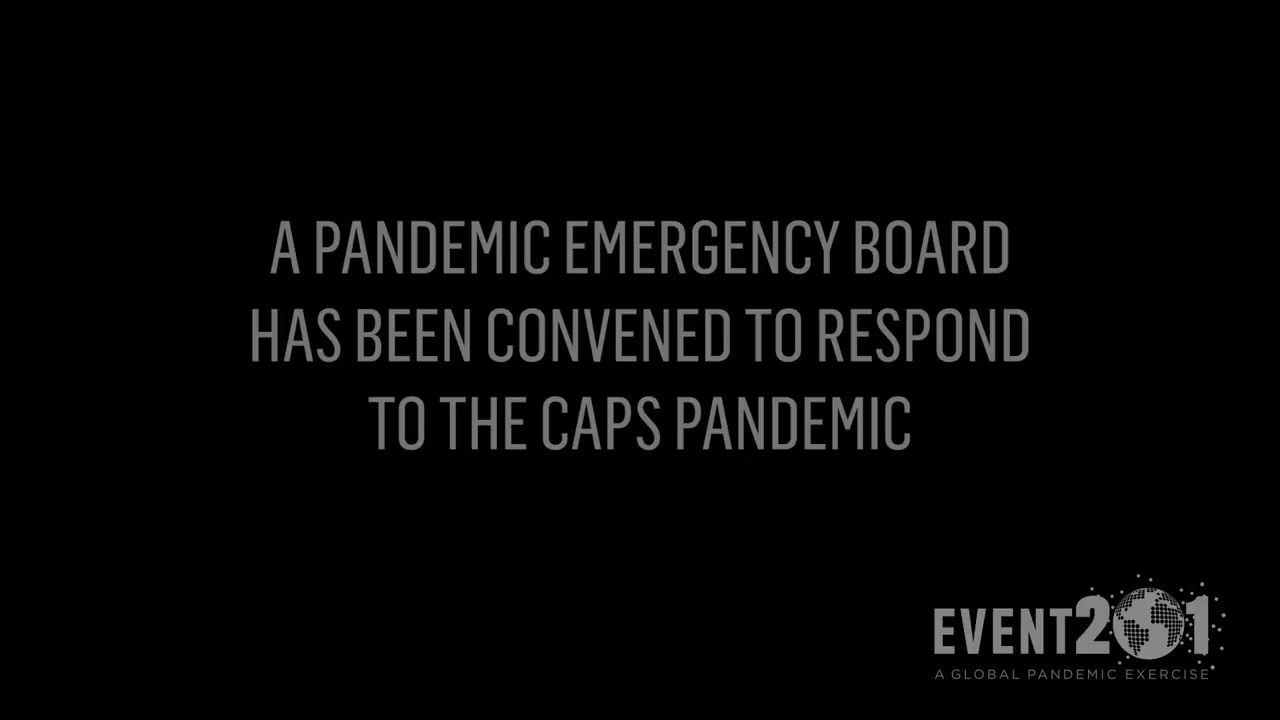 A PANDEMIC EMERGENCY BOARD
HAS BEEN CONVENED TO RESPOND
TO THE CAPS PANDEMIC
EVENT201
A GLOBAL PANDEMIC EXERCISE